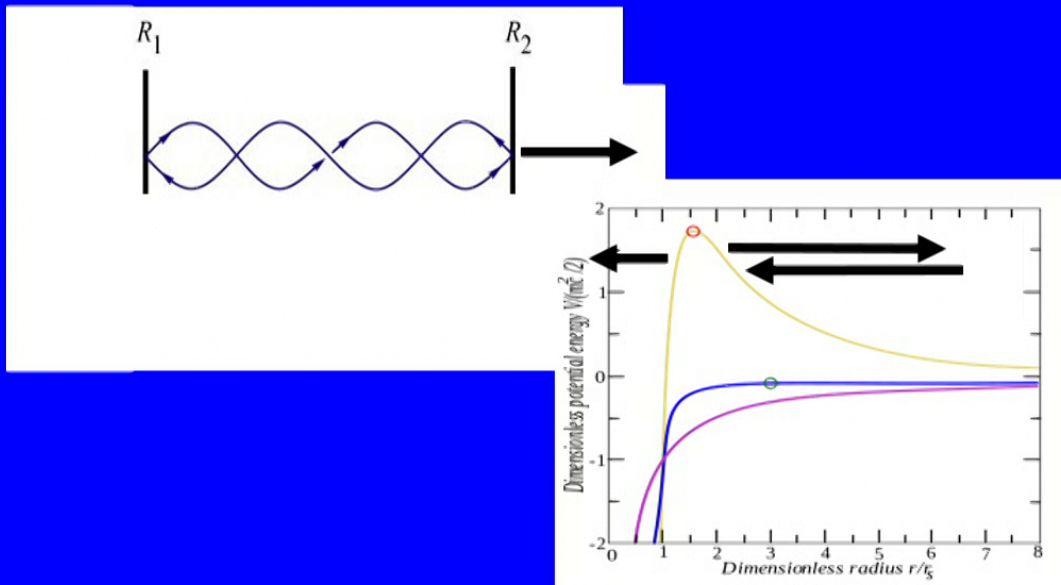 R1
R2
Dimensionless potential energy V/(mc²/2)
2
1
0
-1
-2
0 1 2 3 4 5 6 7 8
Dimensionless radius r/rs